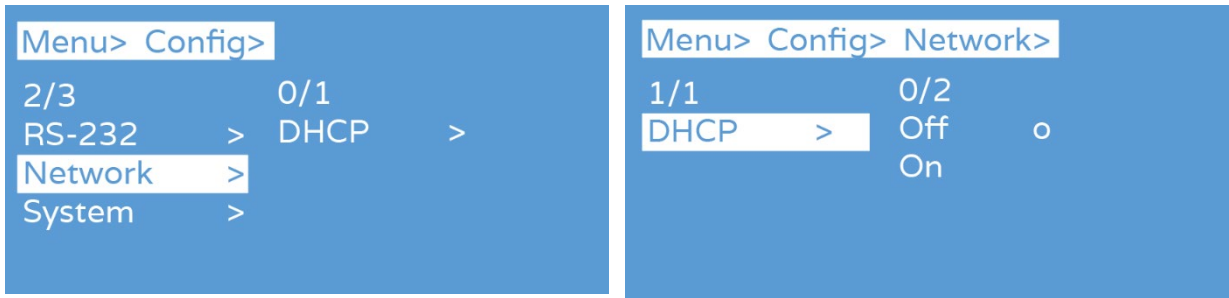 Menu> Config>
2/3 0/1
RS-232 > DHCP >
Network >
System >
Menu> Config> Network>
1/1 0/2
DHCP > Off o
On